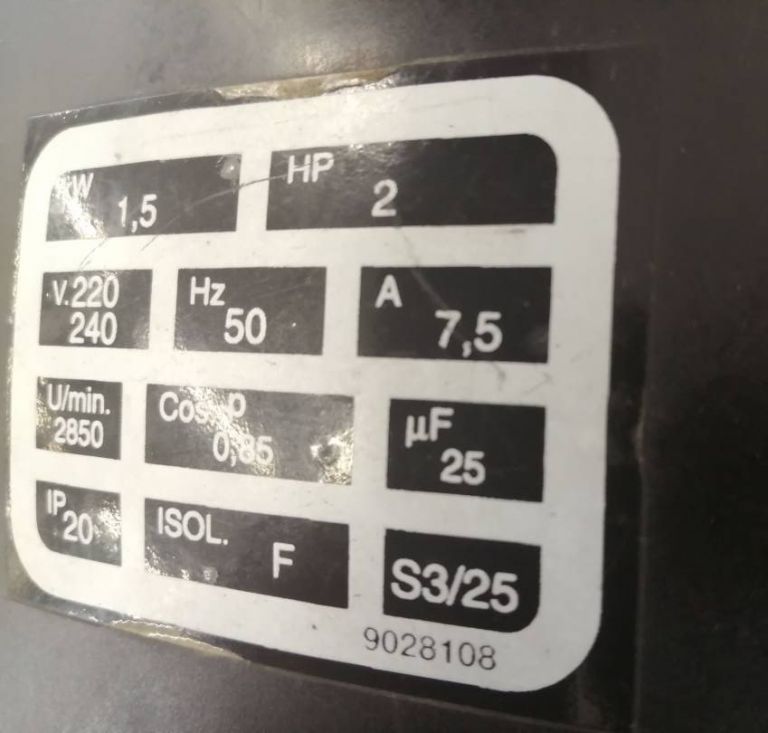 W
1,5
HP
2
V.220
240
Hz
50
A
7,5
U/min.
2850
Cos
0,85
µF
25
IP
20
ISOL.
F
S3/25
9028108